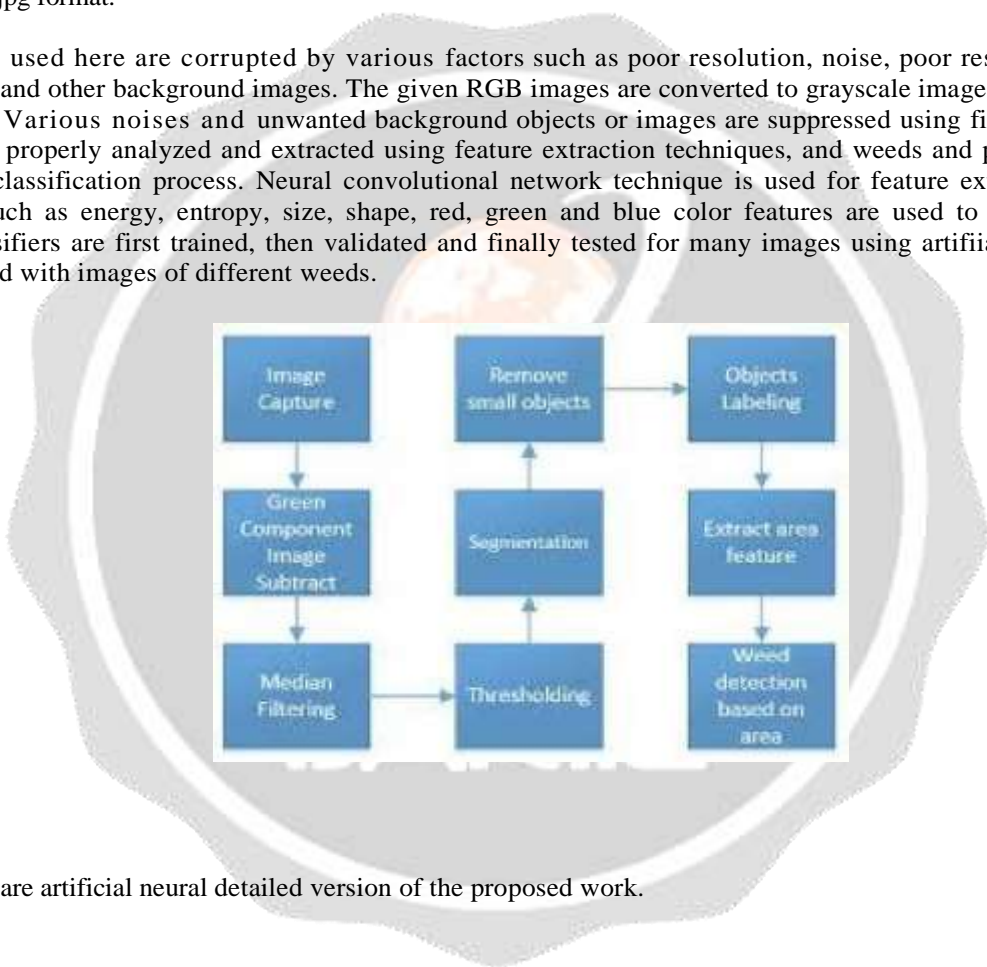 jpg format.
used here are corrupted by various factors such as poor resolution, noise, poor res
and other background images. The given RGB images are converted to grayscale image
Various noises and unwanted background objects or images are suppressed using fi
properly analyzed and extracted using feature extraction techniques, and weeds and p
classification process. Neural convolutional network technique is used for feature ex
uch as energy, entropy, size, shape, red, green and blue color features are used to
sifiers are first trained, then validated and finally tested for many images using artifiia
d with images of different weeds.
Image
Capture
Green
Component
Image
Subtract
Median
Filtering
Thresholding
Segmentation
Remove
small objects
Objects
Labeling
Extract area
feature
Weed
detection
based on
area
are artificial neural detailed version of the proposed work.